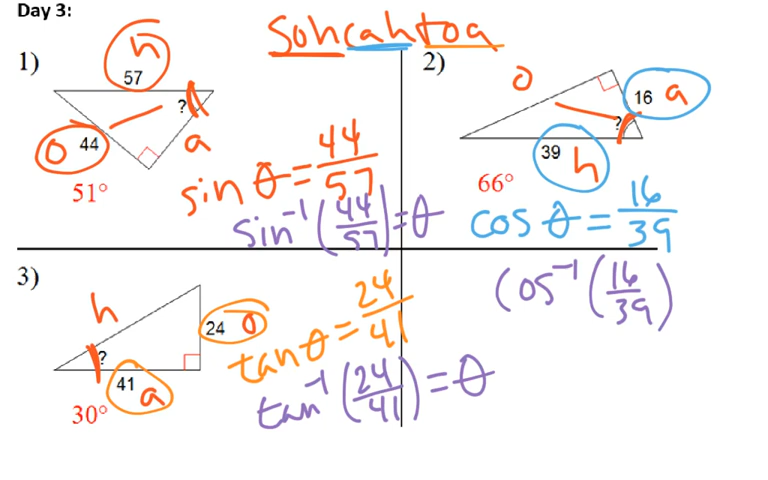 Day 3:
Sohcahtoa
1)
h
57
?
o 44
a
51°
sin θ = 44/57
sin⁻¹(44/57) = θ
2)
o
16 a
?
39 h
66°
cos θ = 16/39
cos⁻¹(16/39)
3)
h
24 o
?
41 a
30°
tan θ = 24/41
tan⁻¹(24/41) = θ